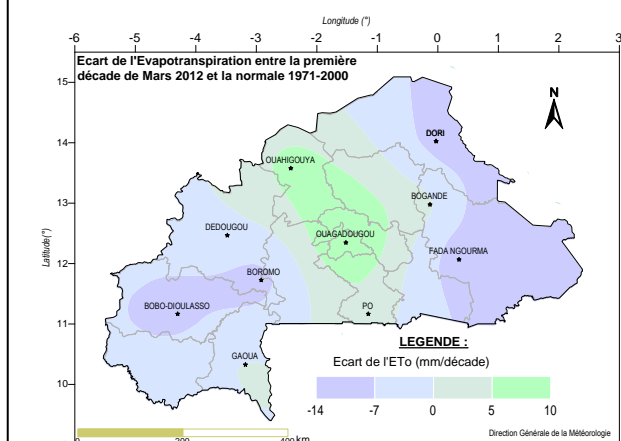 Longitude (°)
-6 -5 -4 -3 -2 -1 0 1 2 3
Ecart de l'Evapotranspiration entre la première
décade de Mars 2012 et la normale 1971-2000
15
14
13
12
11
10
Latitude(°)
N
DORI
OUAHIGOUYA
BOGANDE
DEDOUGOU
OUAGADOUGOU
FADA NGOURMA
BOROMO
BOBO-DIOULASSO
PO
GAOUA
LEGENDE :
Ecart de l'ETo (mm/décade)
-14 -7 0 5 10
0 200 400 km
Direction Générale de la Météorologie